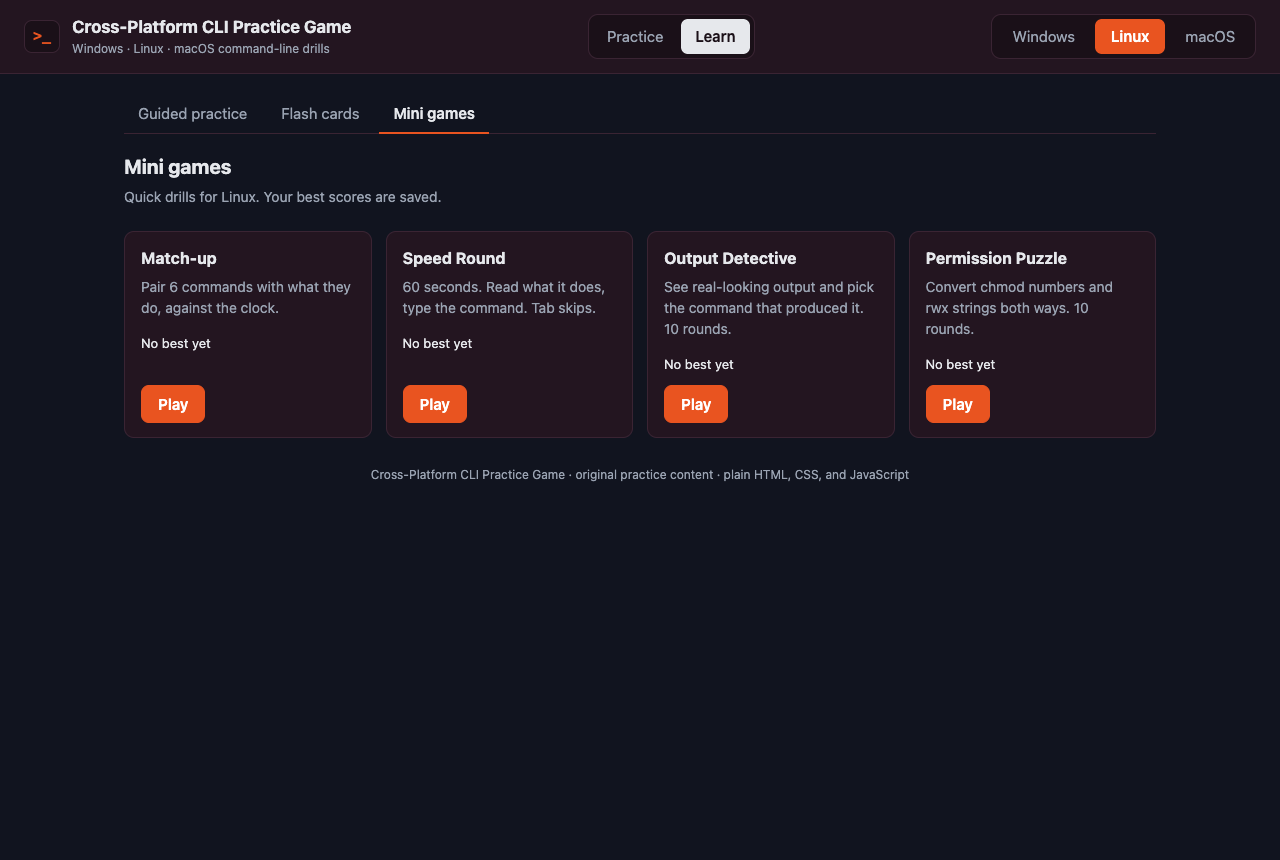 >_
Cross-Platform CLI Practice Game
Windows · Linux · macOS command-line drills
Practice
Learn
Windows
Linux
macOS
Guided practice
Flash cards
Mini games
Mini games
Quick drills for Linux. Your best scores are saved.
Match-up
Pair 6 commands with what they
do, against the clock.
No best yet
Play
Speed Round
60 seconds. Read what it does,
type the command. Tab skips.
No best yet
Play
Output Detective
See real-looking output and pick
the command that produced it.
10 rounds.
No best yet
Play
Permission Puzzle
Convert chmod numbers and
rwx strings both ways. 10
rounds.
No best yet
Play
Cross-Platform CLI Practice Game · original practice content · plain HTML, CSS, and JavaScript